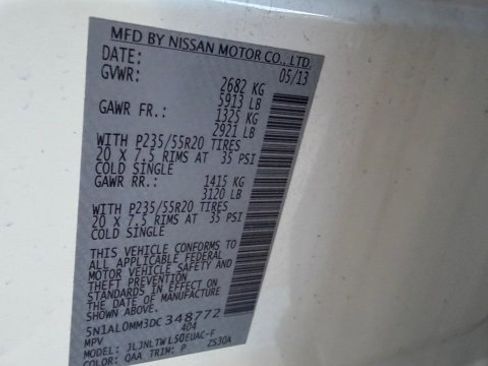 MFD BY NISSAN MOTOR CO., LTD.
DATE: 05/13
GVWR: 2682 KG
5913 LB
GAWR FR.: 1325 KG
2921 LB
WITH P235/55R20 TIRES
20 X 7.5 RIMS AT 35 PSI
COLD SINGLE
GAWR RR.: 1415 KG
3120 LB
WITH P235/55R20 TIRES
20 X 7.5 RIMS AT 35 PSI
COLD SINGLE
THIS VEHICLE CONFORMS TO
ALL APPLICABLE FEDERAL
MOTOR VEHICLE SAFETY AND
THEFT PREVENTION
STANDARDS IN EFFECT ON
THE DATE OF MANUFACTURE
SHOWN ABOVE.
5N1AL0MM3DC348772
MPV 404
MODEL: JLJNLTWL50EUAC-F
COLOR: QAA TRIM: P ZS30A